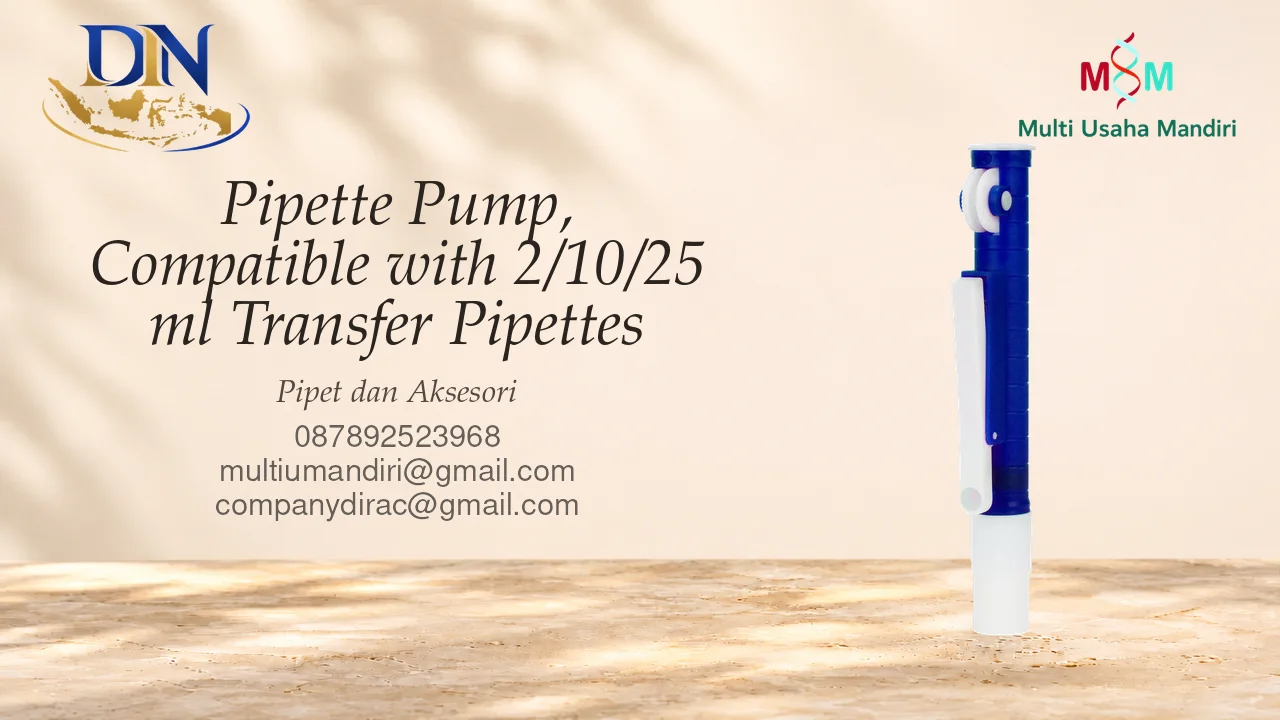 DIN
M M
Multi Usaha Mandiri
Pipette Pump,
Compatible with 2/10/25
ml Transfer Pipettes
Pipet dan Aksesori
087892523968
multiumandiri@gmail.com
companydirac@gmail.com